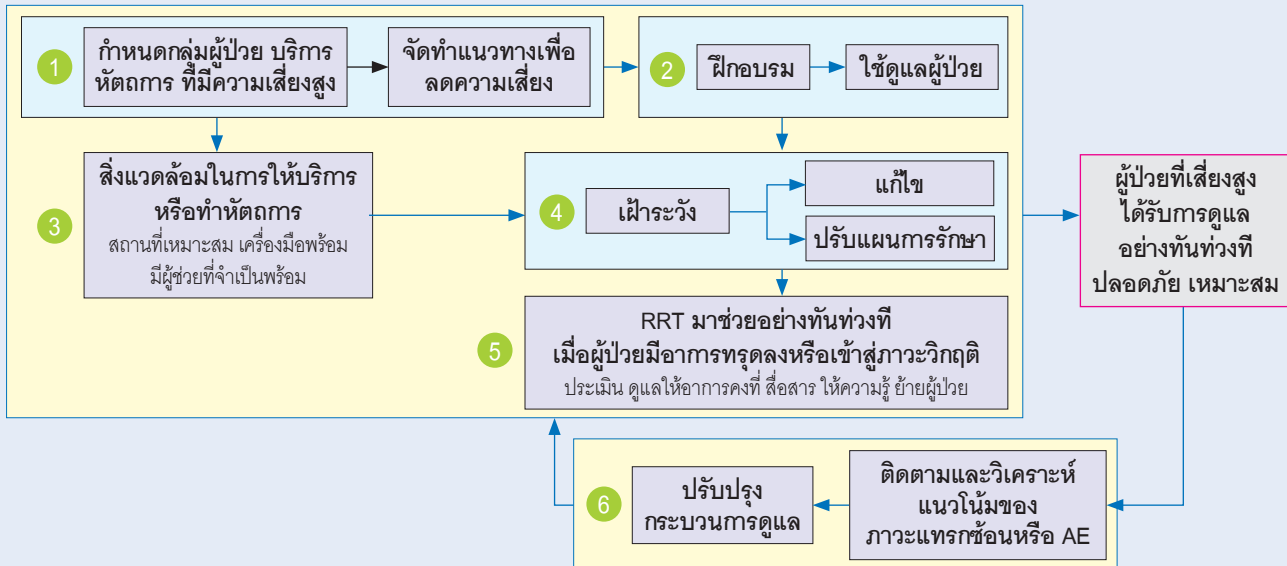 1
กำหนดกลุ่มผู้ป่วย บริการ
หัตถการ ที่มีความเสี่ยงสูง
จัดทำแนวทางเพื่อ
ลดความเสี่ยง
2
ฝึกอบรม
ใช้ดูแลผู้ป่วย
3
สิ่งแวดล้อมในการให้บริการ
หรือทำหัตถการ
สถานที่เหมาะสม เครื่องมือพร้อม
มีผู้ช่วยที่จำเป็นพร้อม
4
เฝ้าระวัง
แก้ไข
ปรับแผนการรักษา
5
RRT มาช่วยอย่างทันท่วงที
เมื่อผู้ป่วยมีอาการทรุดลงหรือเข้าสู่ภาวะวิกฤติ
ประเมิน ดูแลให้อาการคงที่ สื่อสาร ให้ความรู้ ย้ายผู้ป่วย
ผู้ป่วยที่เสี่ยงสูง
ได้รับการดูแล
อย่างทันท่วงที
ปลอดภัย เหมาะสม
6
ปรับปรุง
กระบวนการดูแล
ติดตามและวิเคราะห์
แนวโน้มของ
ภาวะแทรกซ้อนหรือ AE